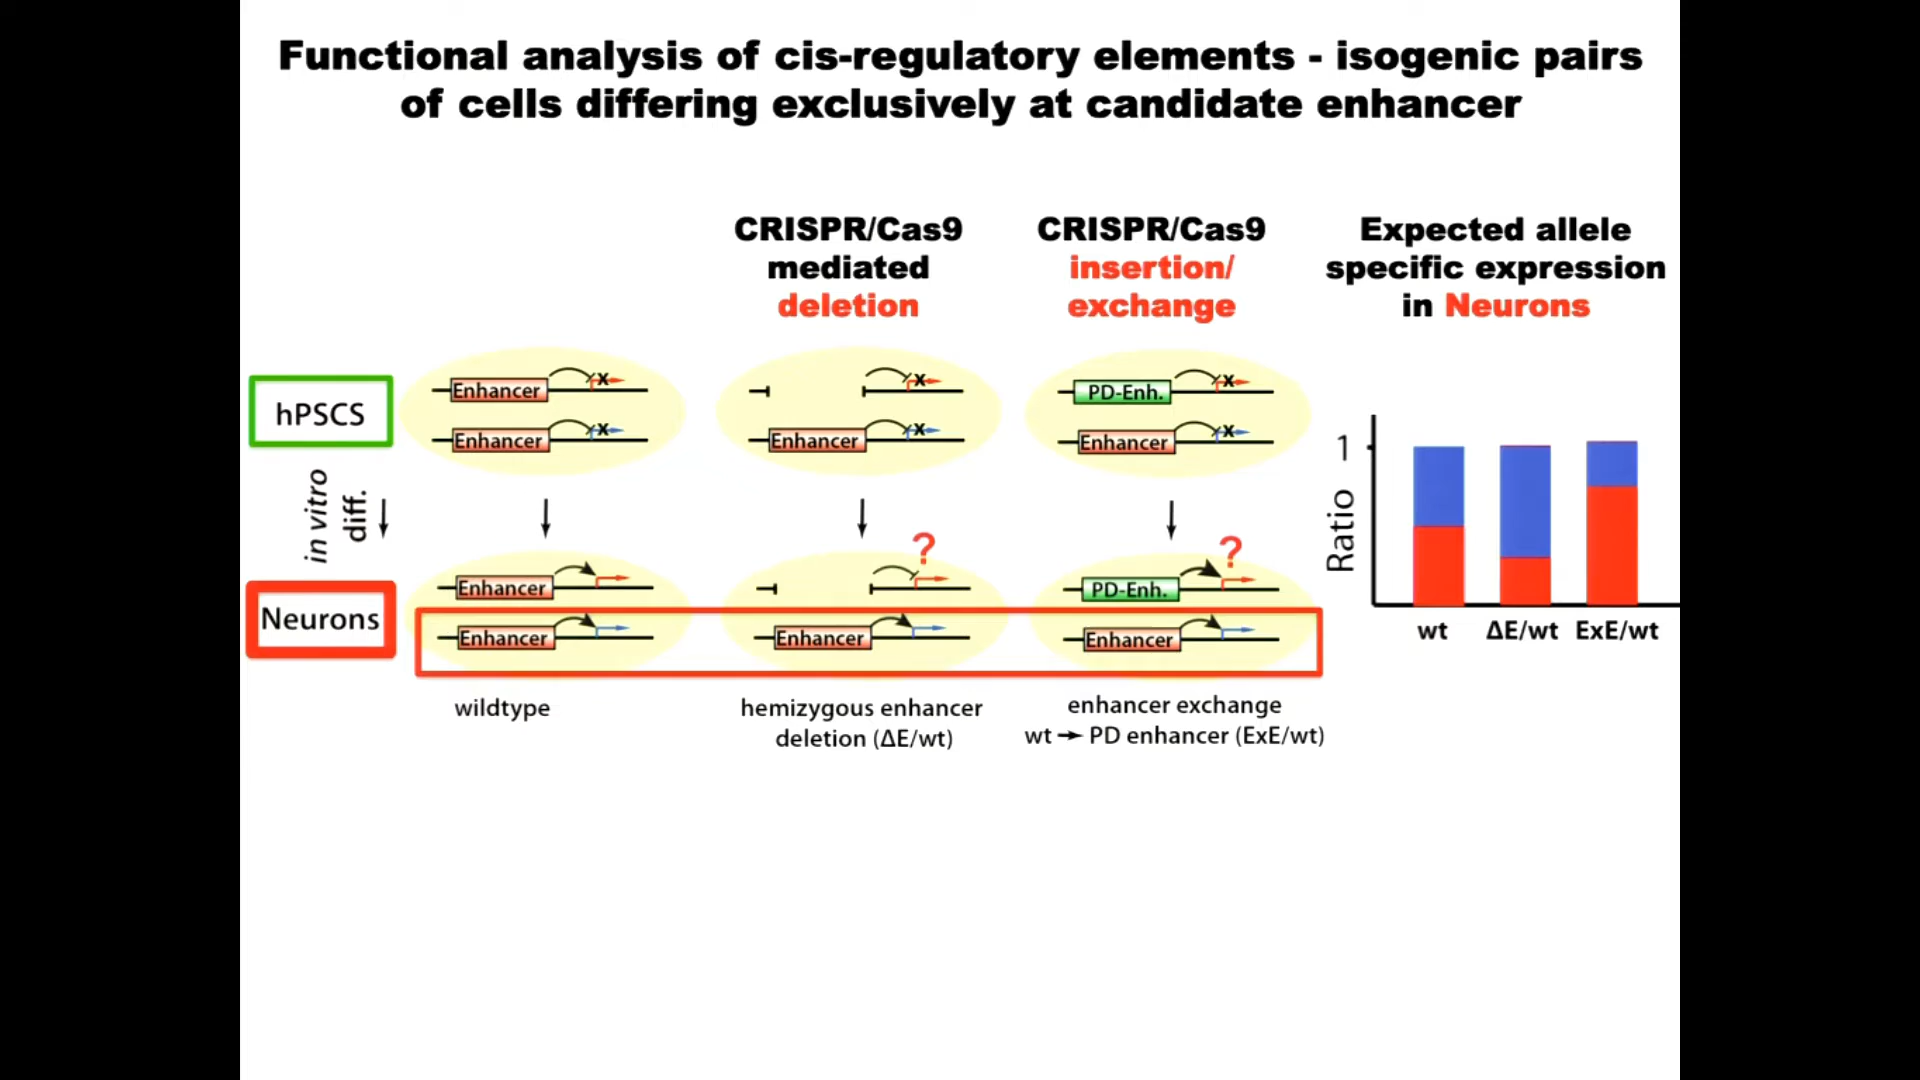 Functional analysis of cis-regulatory elements - isogenic pairs
of cells differing exclusively at candidate enhancer
CRISPR/Cas9
mediated
deletion
CRISPR/Cas9
insertion/
exchange
Expected allele
specific expression
in Neurons
hPSCS
Enhancer
x
Enhancer
x
x
Enhancer
x
PD-Enh.
x
Enhancer
x
in vitro
diff.
Neurons
Enhancer
Enhancer
?
Enhancer
?
PD-Enh.
Enhancer
wildtype
hemizygous enhancer
deletion (ΔE/wt)
enhancer exchange
wt → PD enhancer (ExE/wt)
1
Ratio
wt
ΔE/wt
ExE/wt